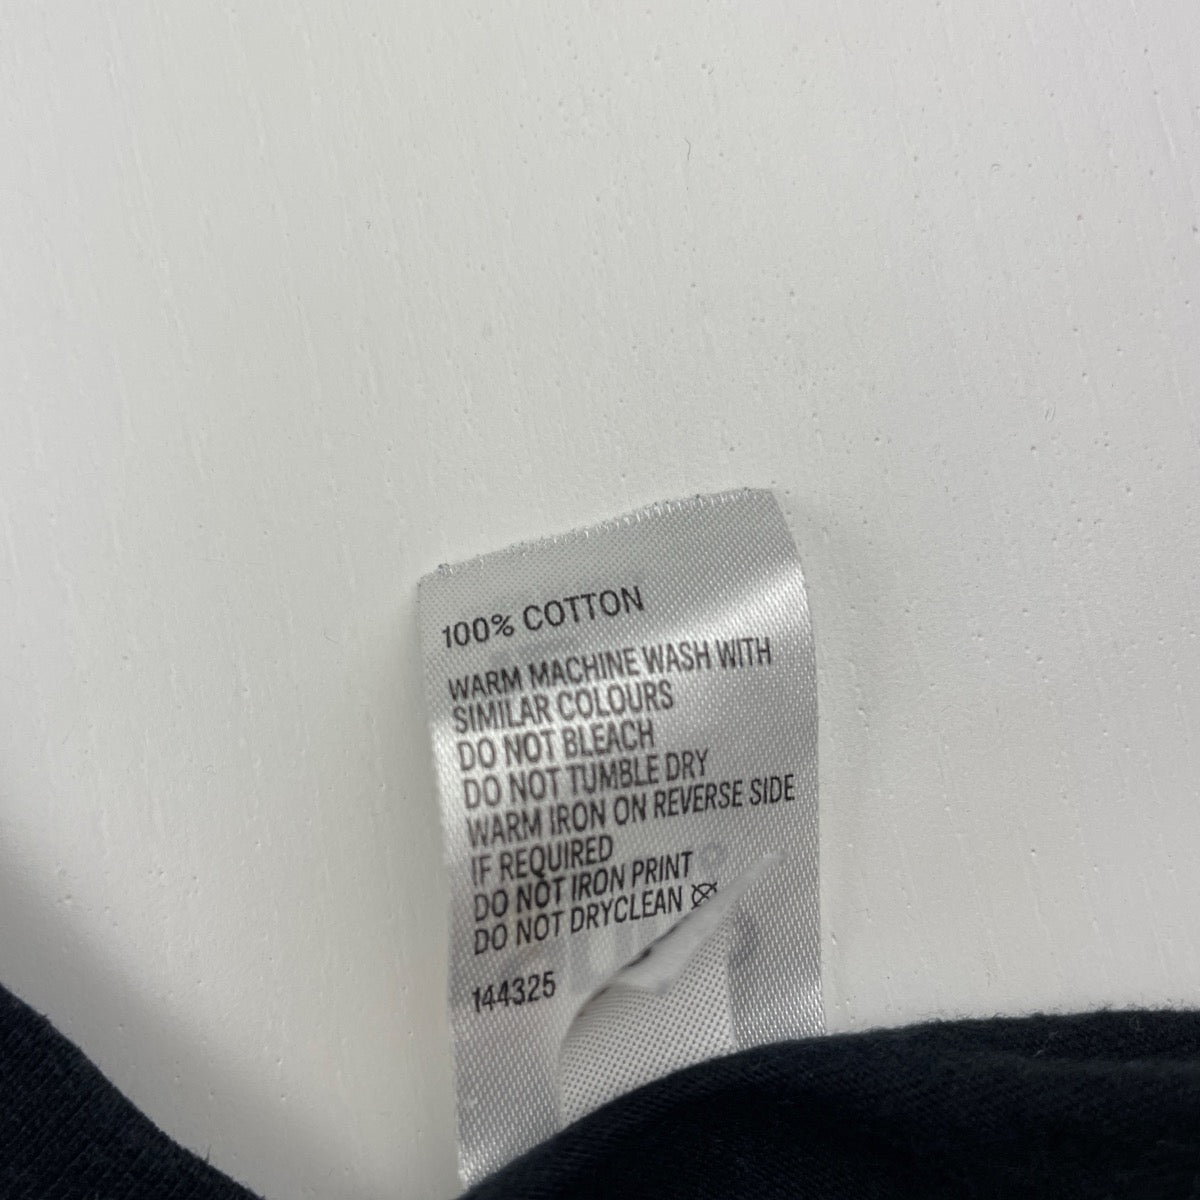 100% COTTON
WARM MACHINE WASH WITH
SIMILAR COLOURS
DO NOT BLEACH
DO NOT TUMBLE DRY
WARM IRON ON REVERSE SIDE
IF REQUIRED
DO NOT IRON PRINT
DO NOT DRYCLEAN
144325